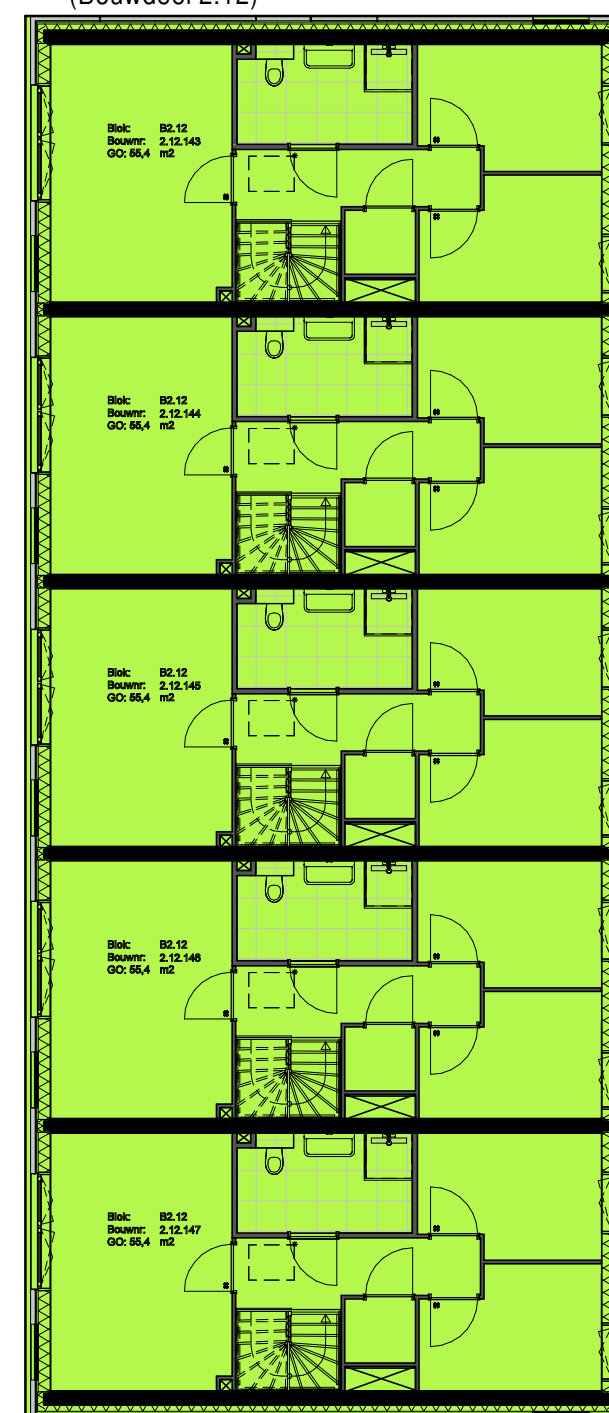 (Bouwdeel 2.12)
Blok: B2.12
Bouwnr: 2.12.143
GO: 55,4 m2
Blok: B2.12
Bouwnr: 2.12.144
GO: 55,4 m2
Blok: B2.12
Bouwnr: 2.12.145
GO: 55,4 m2
Blok: B2.12
Bouwnr: 2.12.146
GO: 55,4 m2
Blok: B2.12
Bouwnr: 2.12.147
GO: 55,4 m2